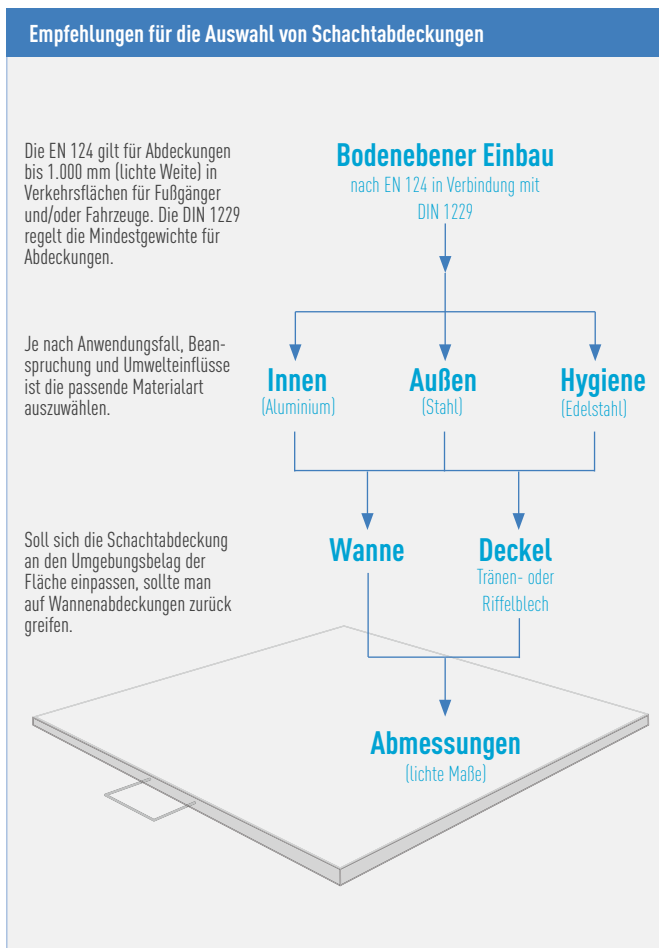 Empfehlungen für die Auswahl von Schachtabdeckungen
Die EN 124 gilt für Abdeckungen
bis 1.000 mm (lichte Weite) in
Verkehrsflächen für Fußgänger
und/oder Fahrzeuge. Die DIN 1229
regelt die Mindestgewichte für
Abdeckungen.
Bodenebener Einbau
nach EN 124 in Verbindung mit
DIN 1229
Je nach Anwendungsfall, Bean-
spruchung und Umwelteinflüsse
ist die passende Materialart
auszuwählen.
Innen
(Aluminium)
Außen
(Stahl)
Hygiene
(Edelstahl)
Soll sich die Schachtabdeckung
an den Umgebungsbelag der
Fläche einpassen, sollte man
auf Wannenabdeckungen zurück
greifen.
Wanne
Deckel
Tränen- oder
Riffelblech
Abmessungen
(lichte Maße)